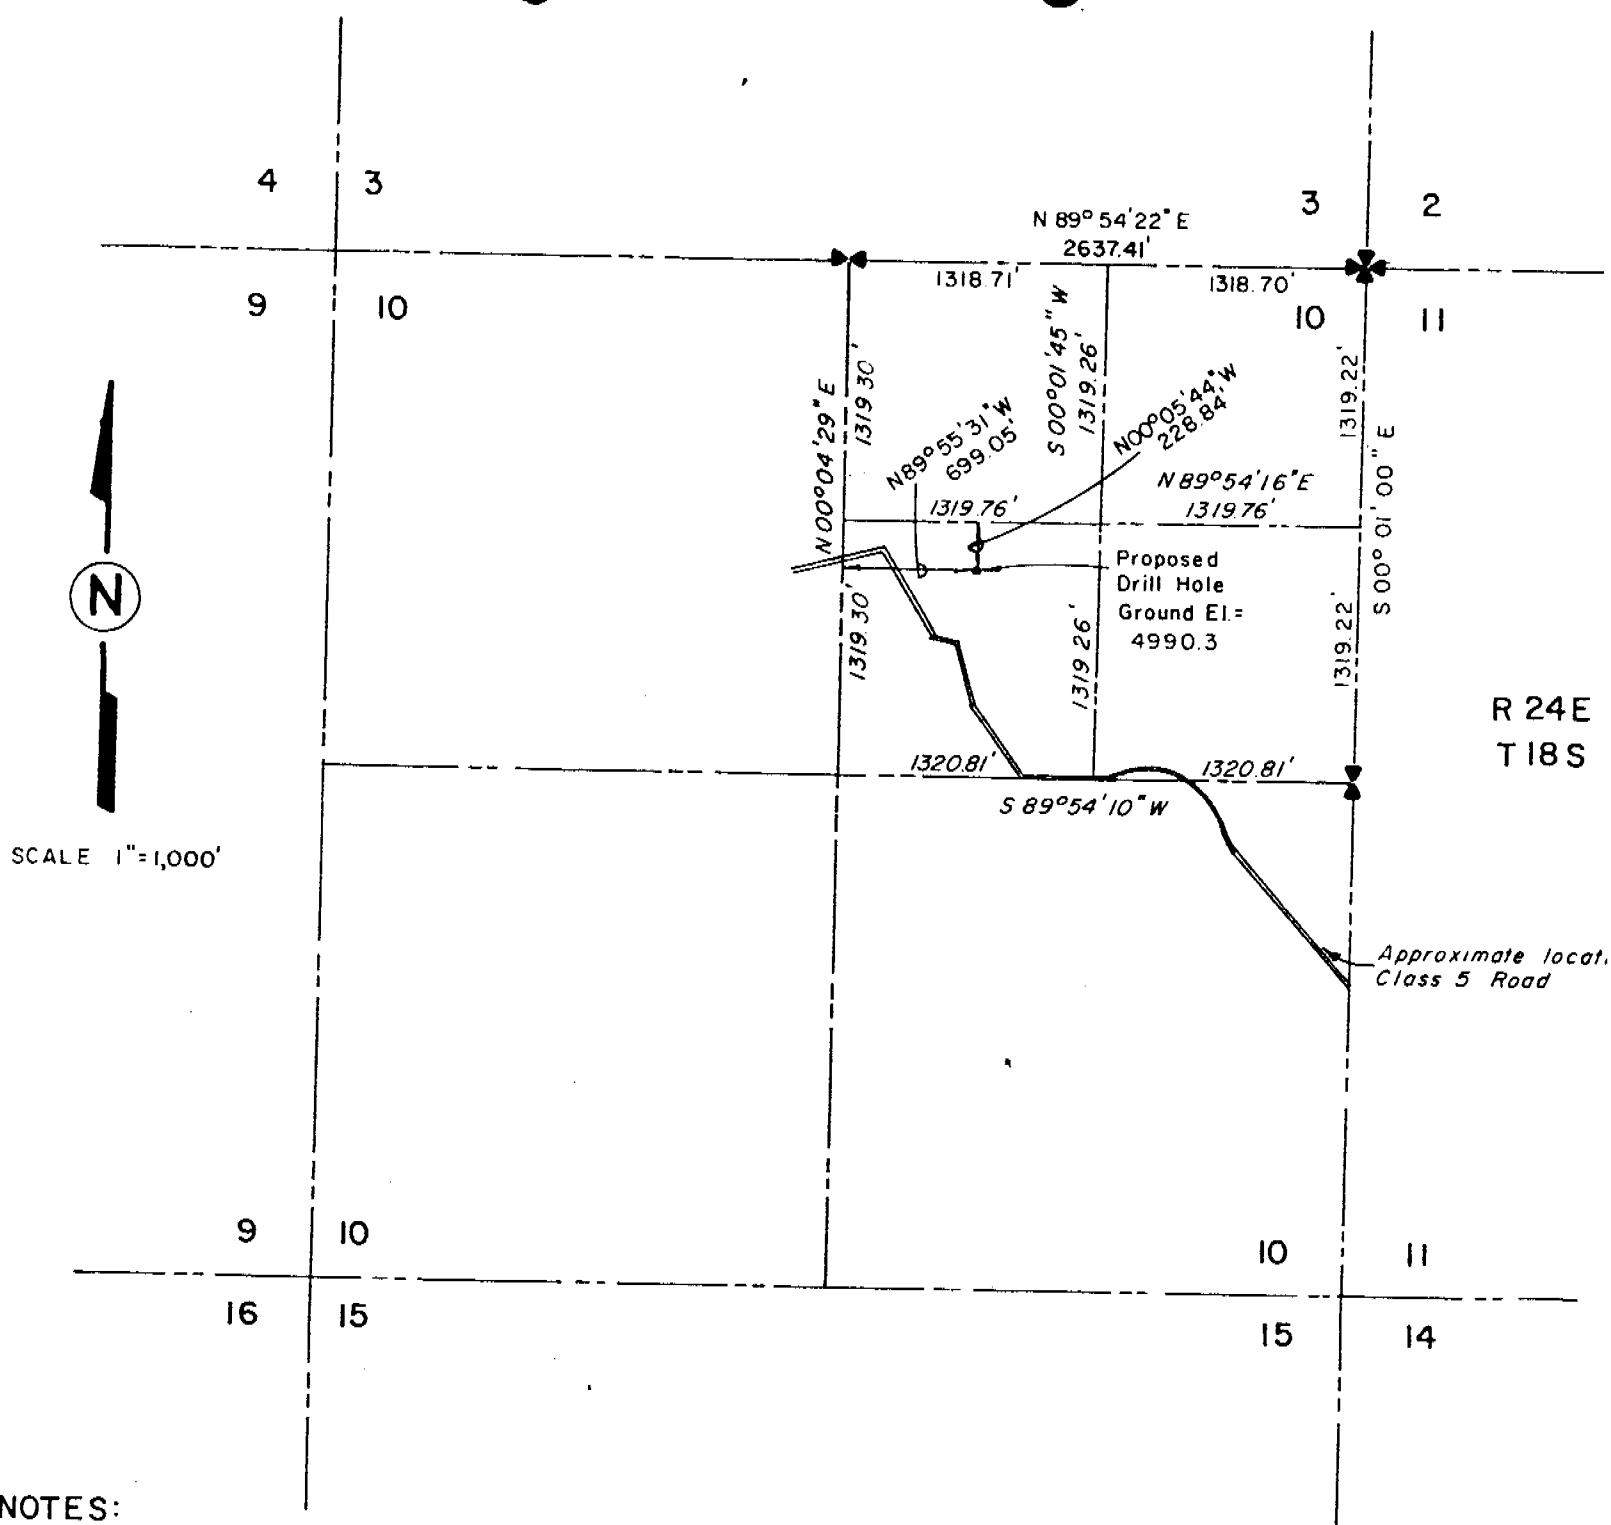 4 3
3 2
N 89° 54' 22" E
2637.41'
1318.71'
1318.70'
9 10
10 11
S 00° 01' 45" W
1319.26'
N 00° 04' 29" E
1319 30'
N89° 55' 31" W
699.05'
N00° 05' 44" W
228.84'
1319.22'
S 00° 01' 00" E
N 89° 54' 16" E
1319.76'
1319.76'
Proposed
Drill Hole
Ground El.=
4990.3
N
1319.30'
1319 26'
1319.22'
R 24E
T 18 S
1320.81'
1320.81'
S 89° 54' 10" W
SCALE 1"=1,000'
Approximate
Class 5 Road
9 10
10 11
16 15
15 14
NOTES: